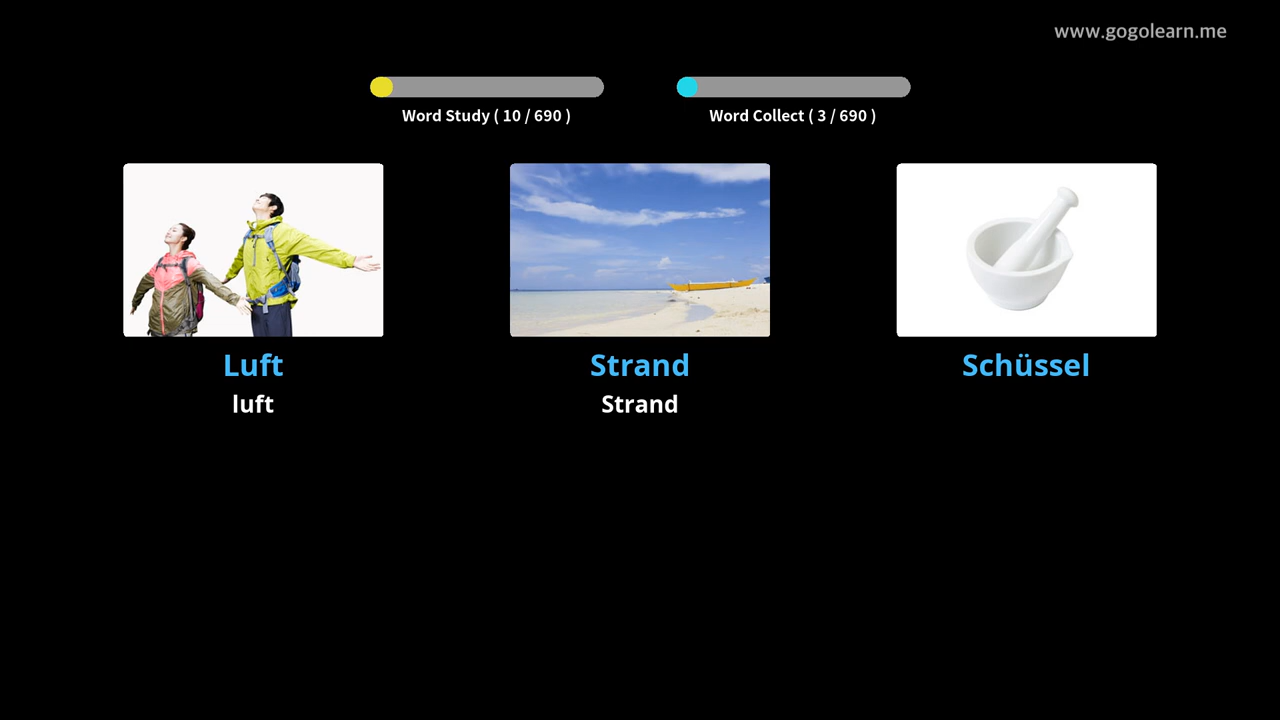 www.gogolearn.me
Word Study ( 10 / 690 )
Word Collect ( 3 / 690 )
Luft
luft
Strand
Strand
Schüssel